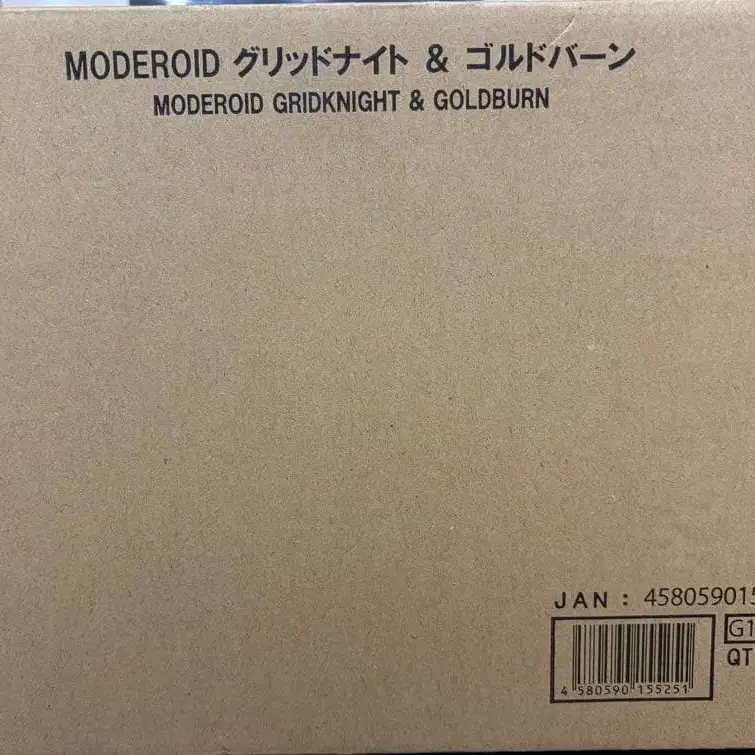 MODEROID グリッドナイト & ゴルドバーン
MODEROID GRIDKNIGHT & GOLDBURN
JAN : 458059015
G1
QT
4 580590 155251